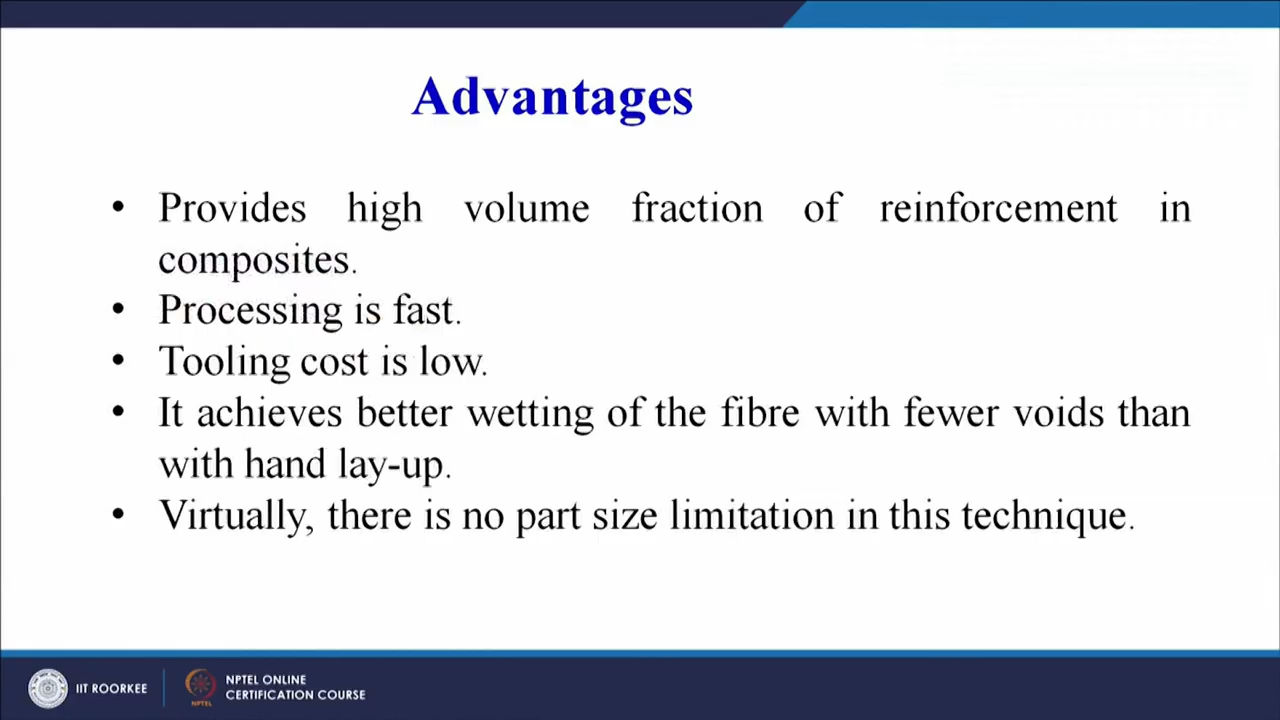 Advantages
• Provides high volume fraction of reinforcement in
composites.
• Processing is fast.
• Tooling cost is low.
• It achieves better wetting of the fibre with fewer voids than
with hand lay-up.
• Virtually, there is no part size limitation in this technique.
IIT ROORKEE
NPTEL
NPTEL ONLINE
CERTIFICATION COURSE